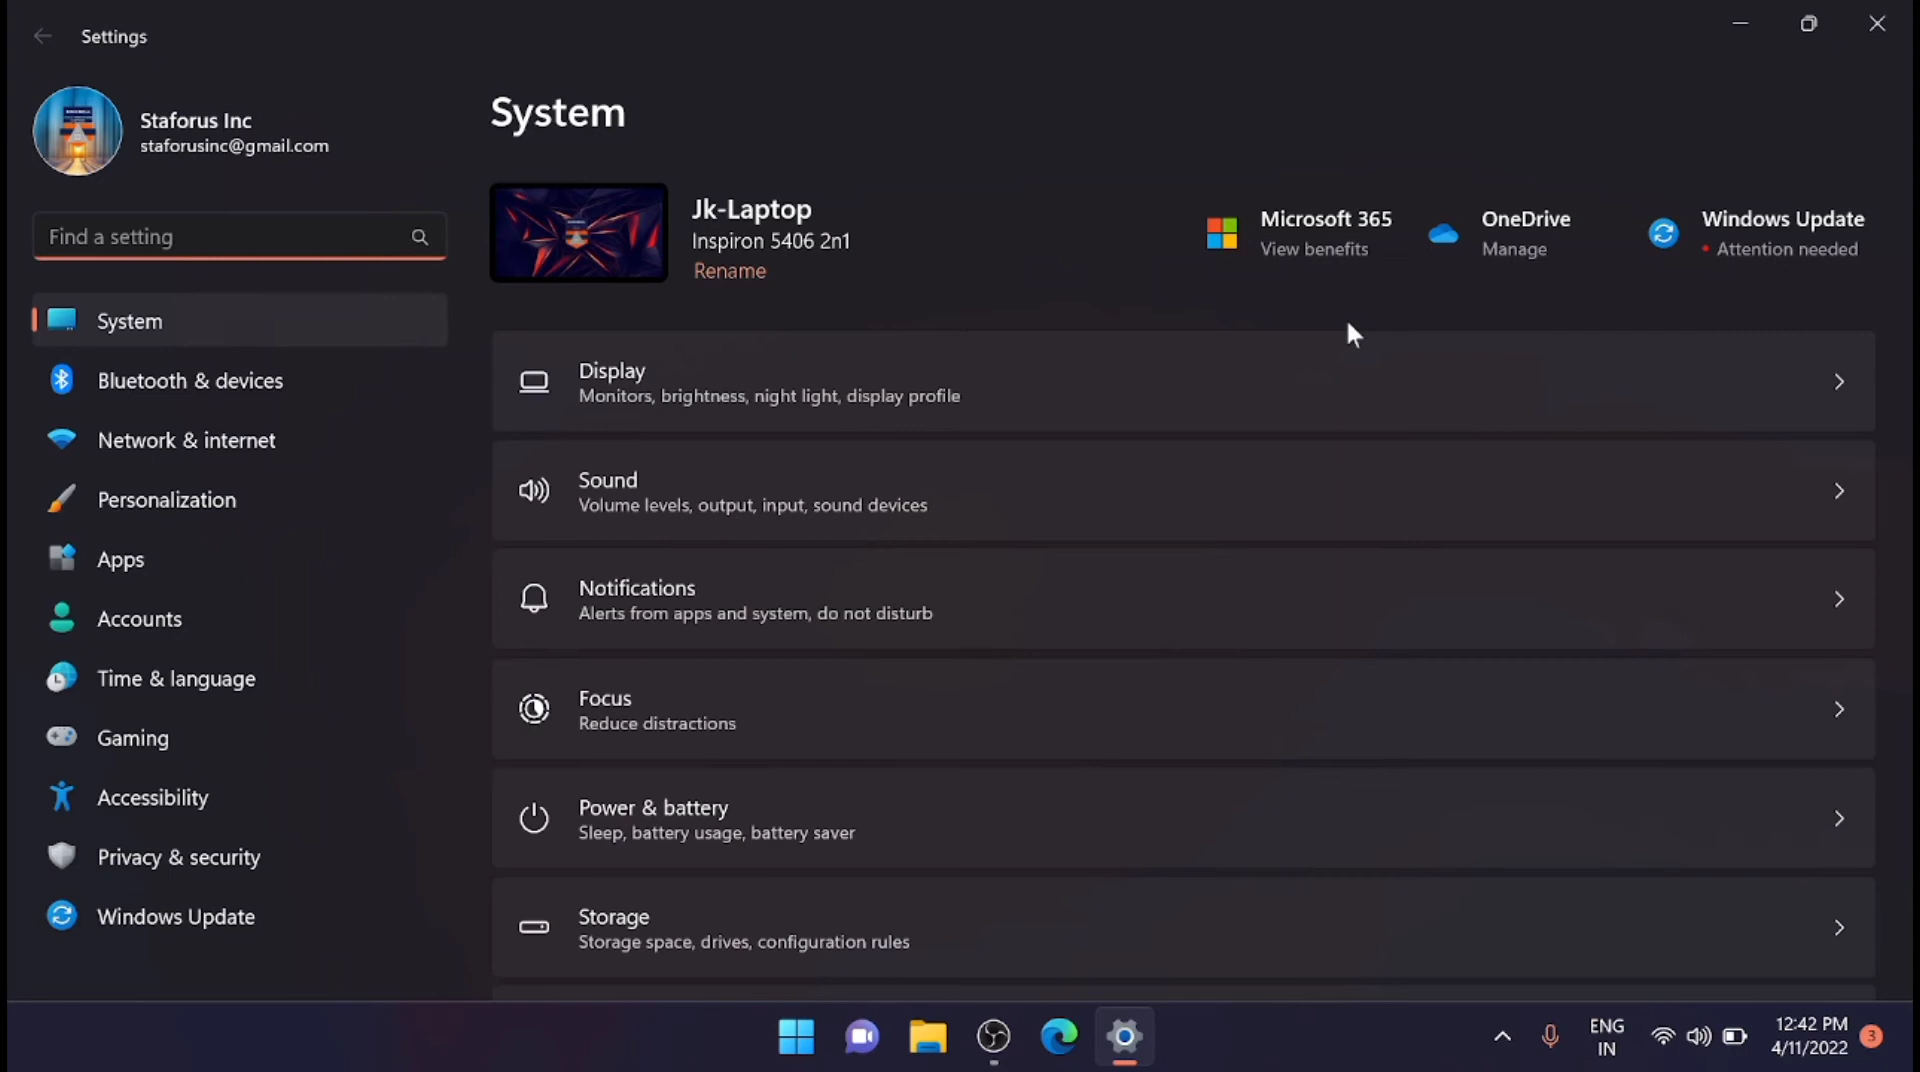 Settings
Staforus Inc
staforusinc@gmail.com
Find a setting
System
Bluetooth & devices
Network & internet
Personalization
Apps
Accounts
Time & language
Gaming
Accessibility
Privacy & security
Windows Update
System
Jk-Laptop
Inspiron 5406 2n1
Rename
Microsoft 365
View benefits
OneDrive
Manage
Windows Update
• Attention needed
Display
Monitors, brightness, night light, display profile
Sound
Volume levels, output, input, sound devices
Notifications
Alerts from apps and system, do not disturb
Focus
Reduce distractions
Power & battery
Sleep, battery usage, battery saver
Storage
Storage space, drives, configuration rules
ENG
IN
12:42 PM
4/11/2022
3